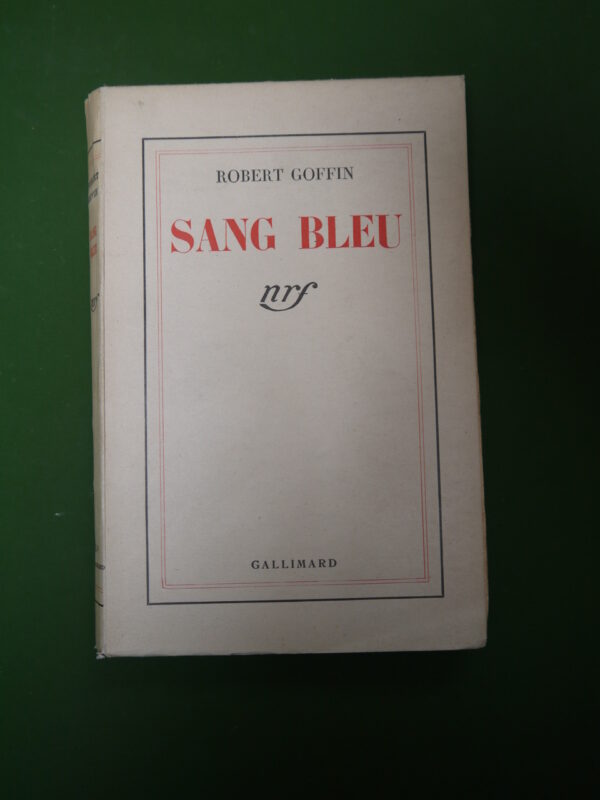 ROBERT GOFFIN
SANG BLEU
nrf
GALLIMARD